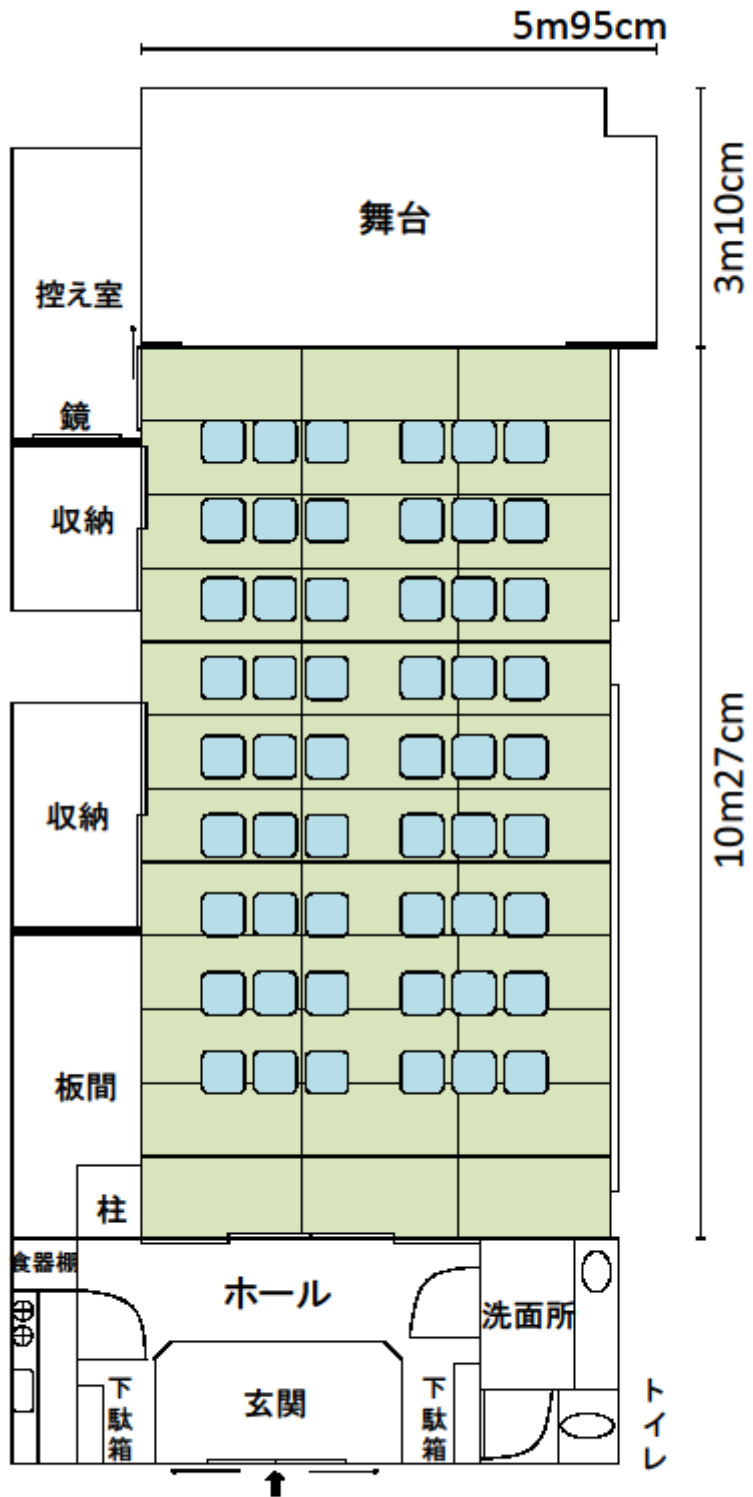 5m95cm
舞台
3m10cm
控え室
鏡
収納
収納
10m27cm
板間
柱
食器棚
ホール
洗面所
下駄箱
玄関
下駄箱
トイレ